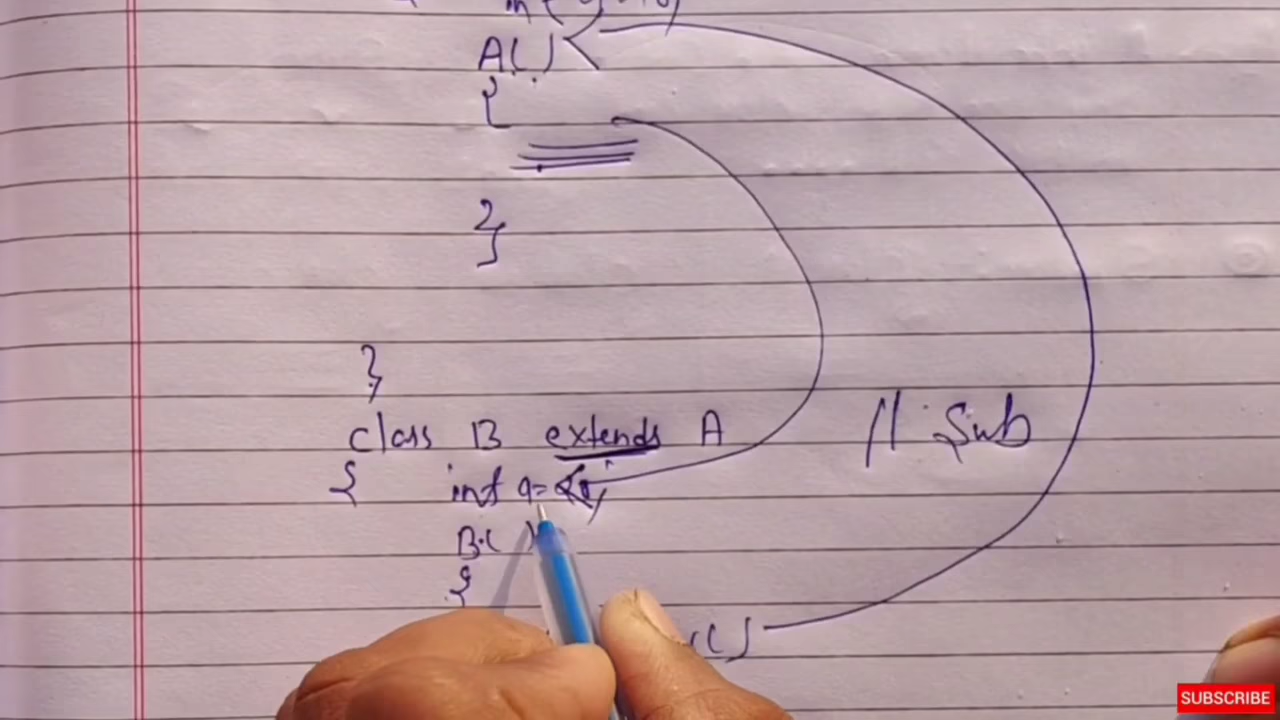 A( )
{
}
}
class B extends A // Sub
{ int a=
B( )
{
( )
SUBSCRIBE